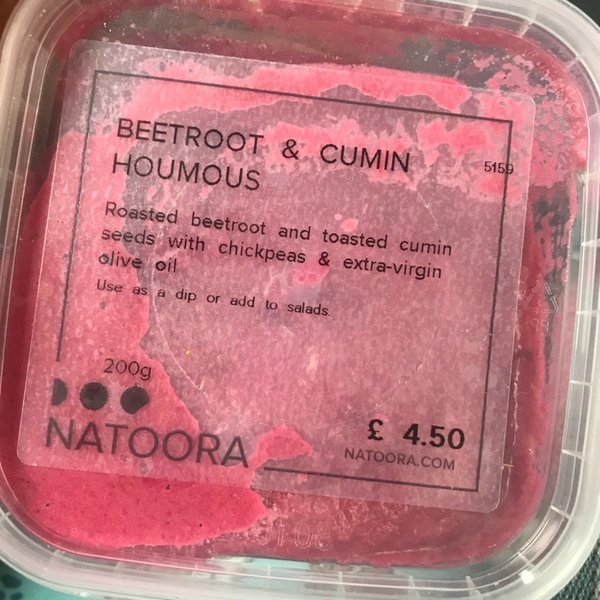 BEETROOT & CUMIN
HOUMOUS
5159
Roasted beetroot and toasted cumin
seeds with chickpeas & extra-virgin
olive oil
Use as a dip or add to salads.
200g
NATOORA
£ 4.50
NATOORA.COM